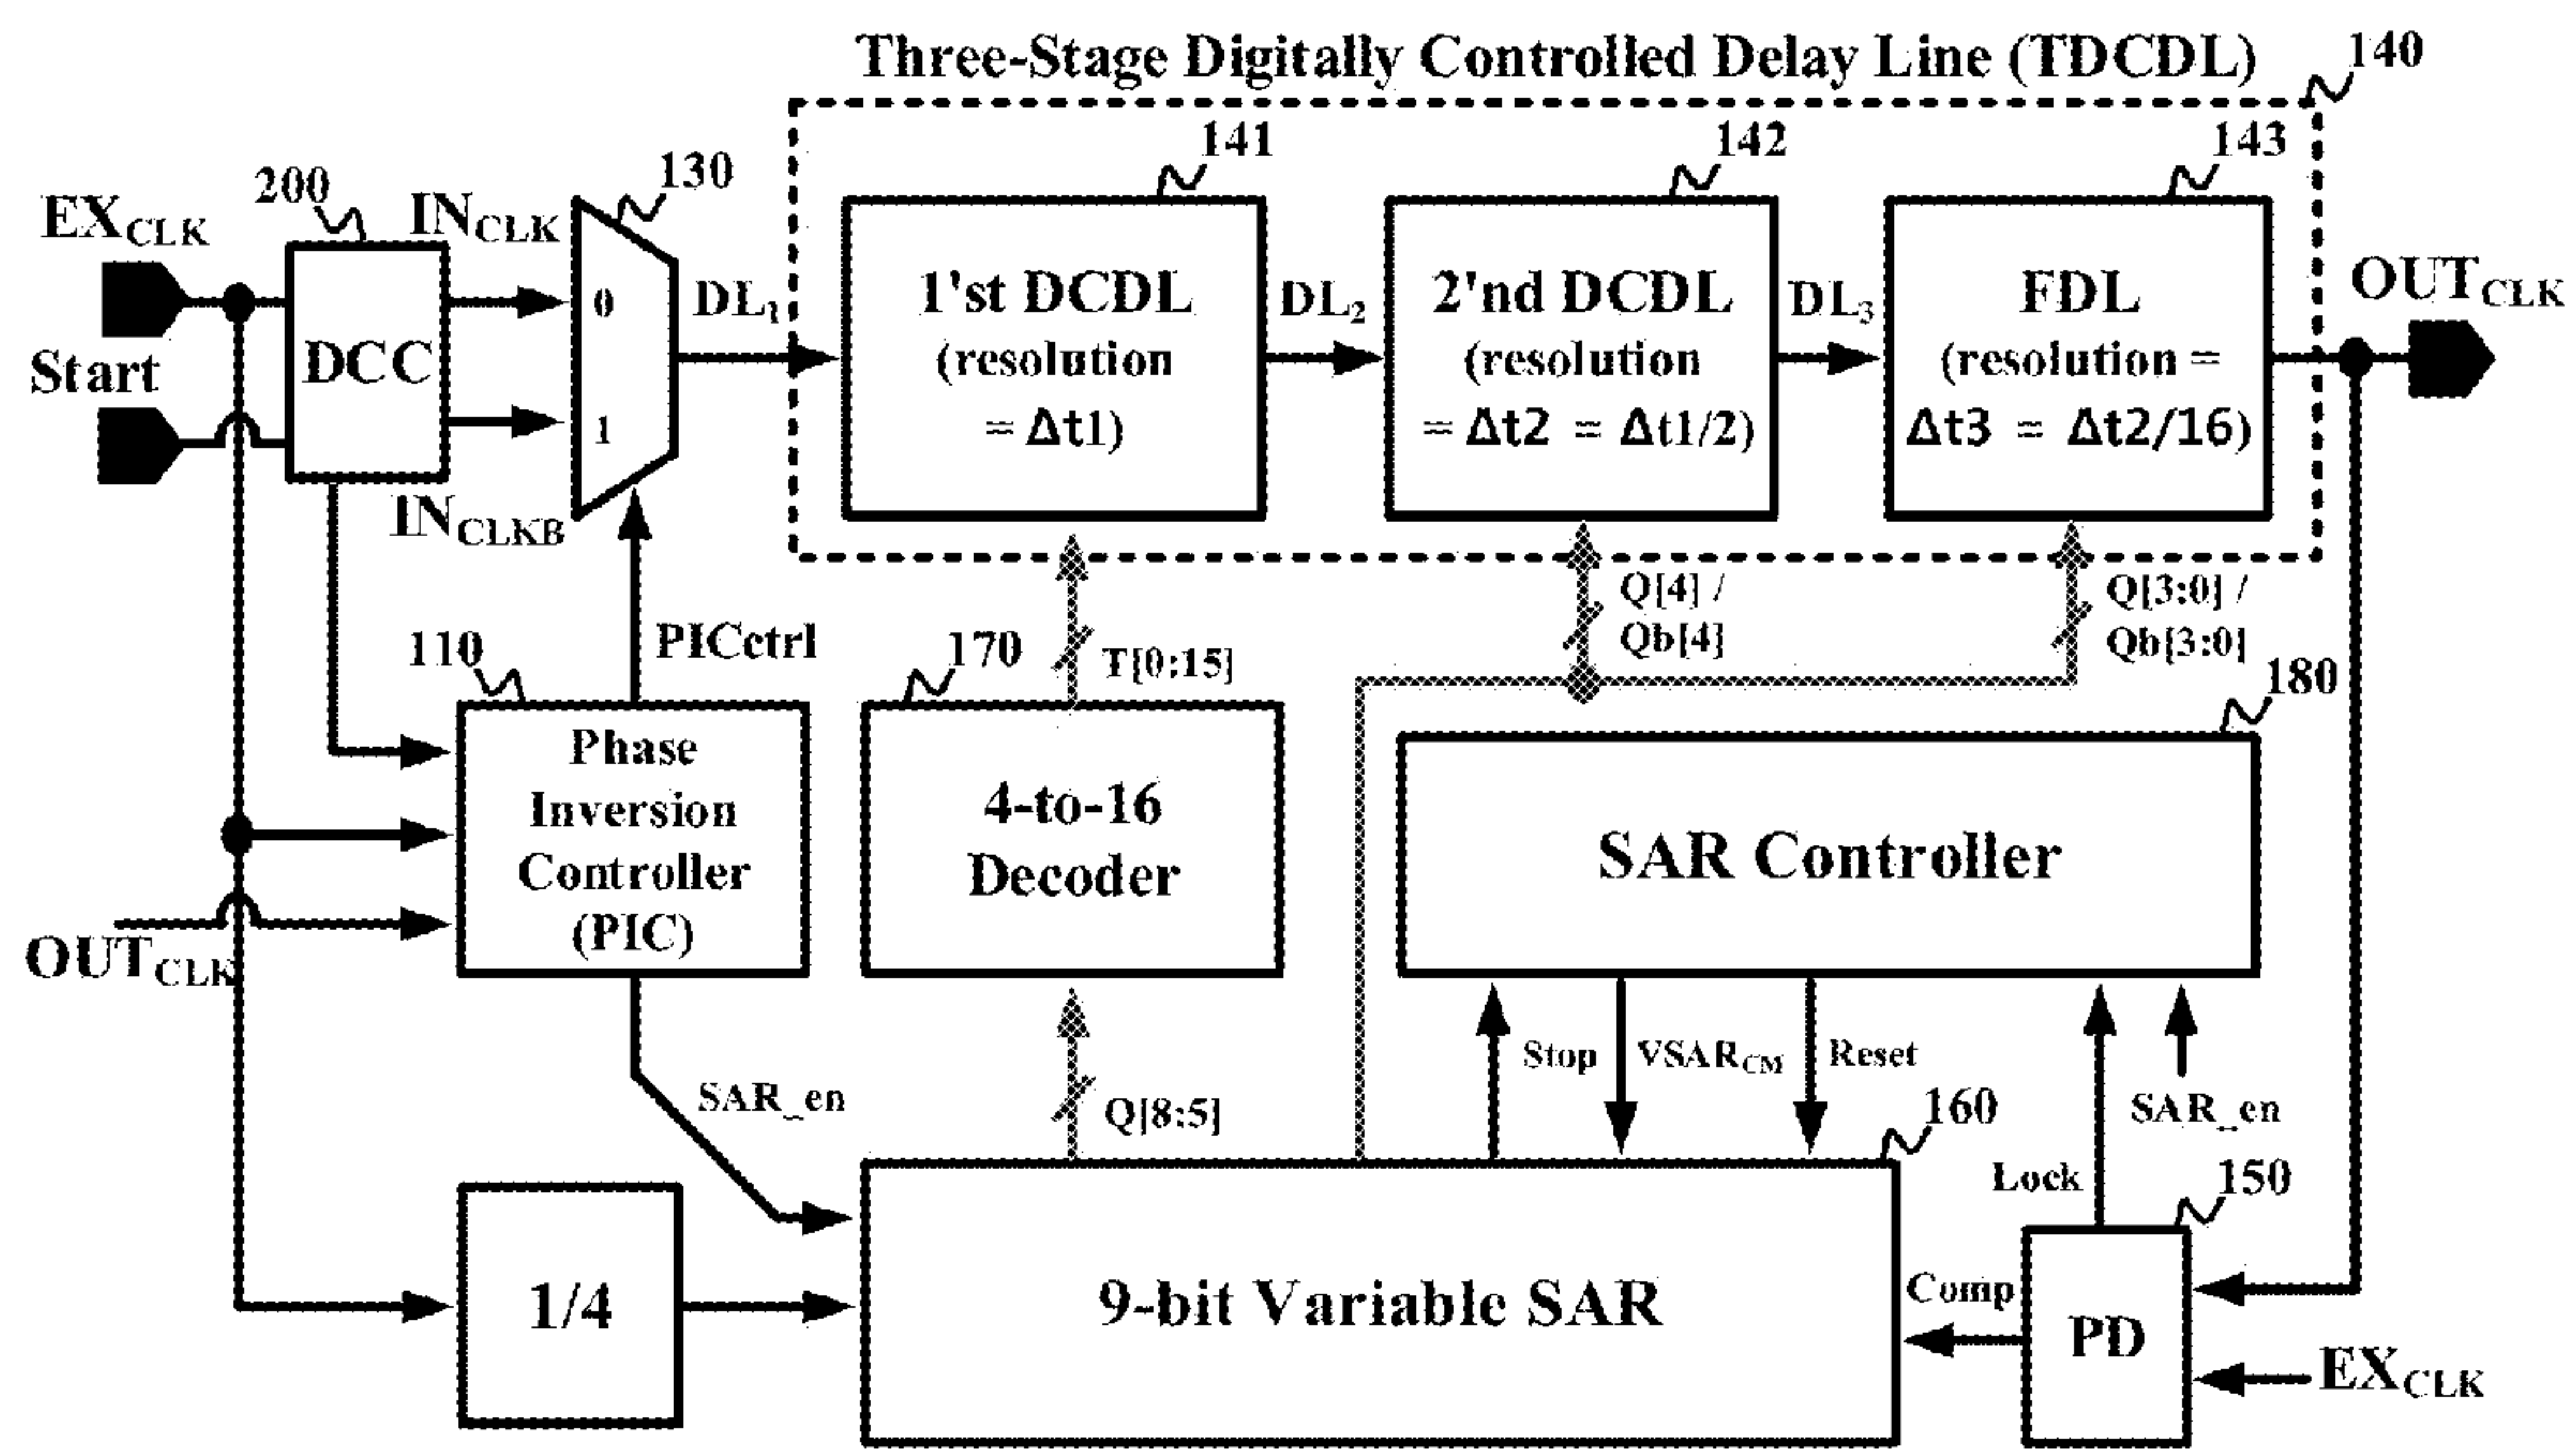 Three-Stage Digitally Controlled Delay Line (TDCDL)
140
141
142
143
130
200
EXCLK
INCLK
Start
DCC
0
1
INCLKB
DL1
1'st DCDL
(resolution
= Δt1)
DL2
2'nd DCDL
(resolution
= Δt2 = Δt1/2)
DL3
FDL
(resolution =
Δt3 = Δt2/16)
OUTCLK
PICctrl
110
170
T[0:15]
Q[4] /
Qb[4]
Q[3:0] /
Qb[3:0]
180
Phase
Inversion
Controller
(PIC)
4-to-16
Decoder
SAR Controller
OUTCLK
SAR_en
Q[8:5]
Stop
VSARCM
Reset
160
Lock
SAR_en
150
1/4
9-bit Variable SAR
Comp
PD
EXCLK